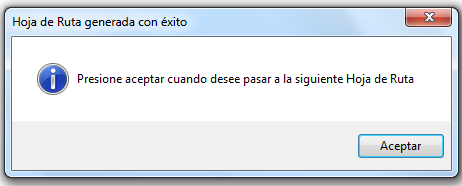 Hoja de Ruta generada con éxito
Presione aceptar cuando desee pasar a la siguiente Hoja de Ruta
Aceptar